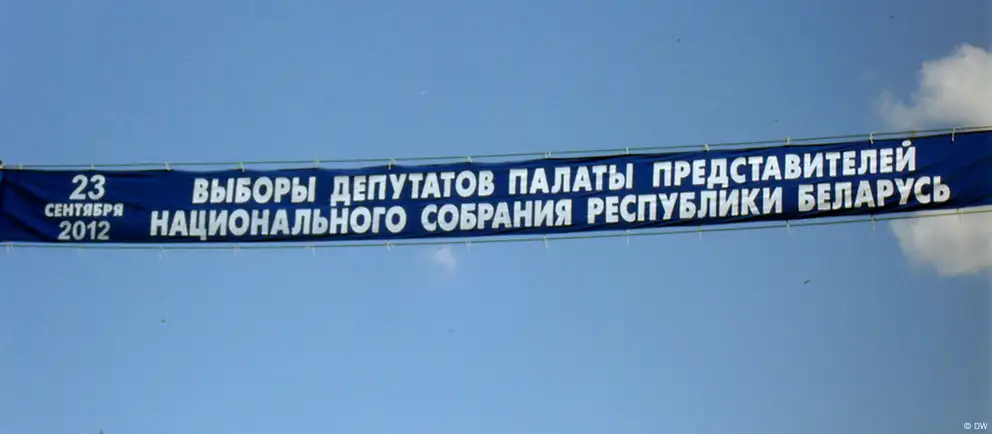 23
СЕНТЯБРЯ
2012
ВЫБОРЫ ДЕПУТАТОВ ПАЛАТЫ ПРЕДСТАВИТЕЛЕЙ
НАЦИОНАЛЬНОГО СОБРАНИЯ РЕСПУБЛИКИ БЕЛАРУСЬ
© DW